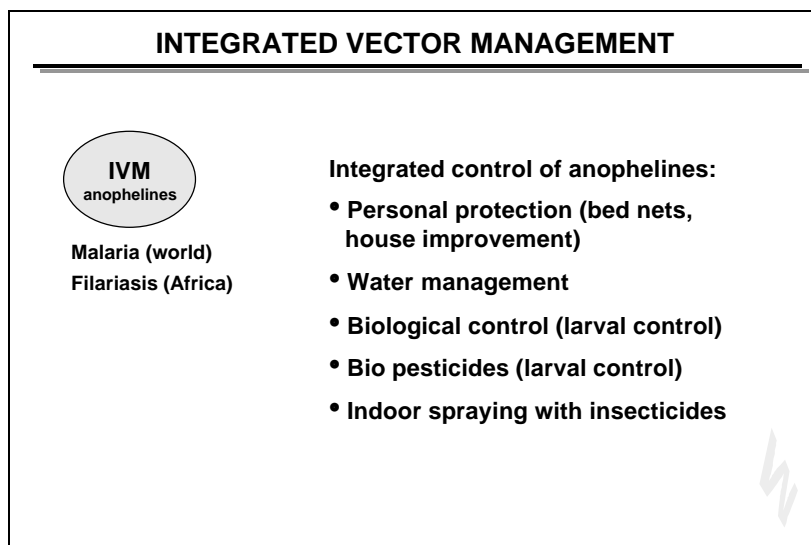 INTEGRATED VECTOR MANAGEMENT
IVM
anophelines
Malaria (world)
Filariasis (Africa)
Integrated control of anophelines:
• Personal protection (bed nets,
house improvement)
• Water management
• Biological control (larval control)
• Bio pesticides (larval control)
• Indoor spraying with insecticides